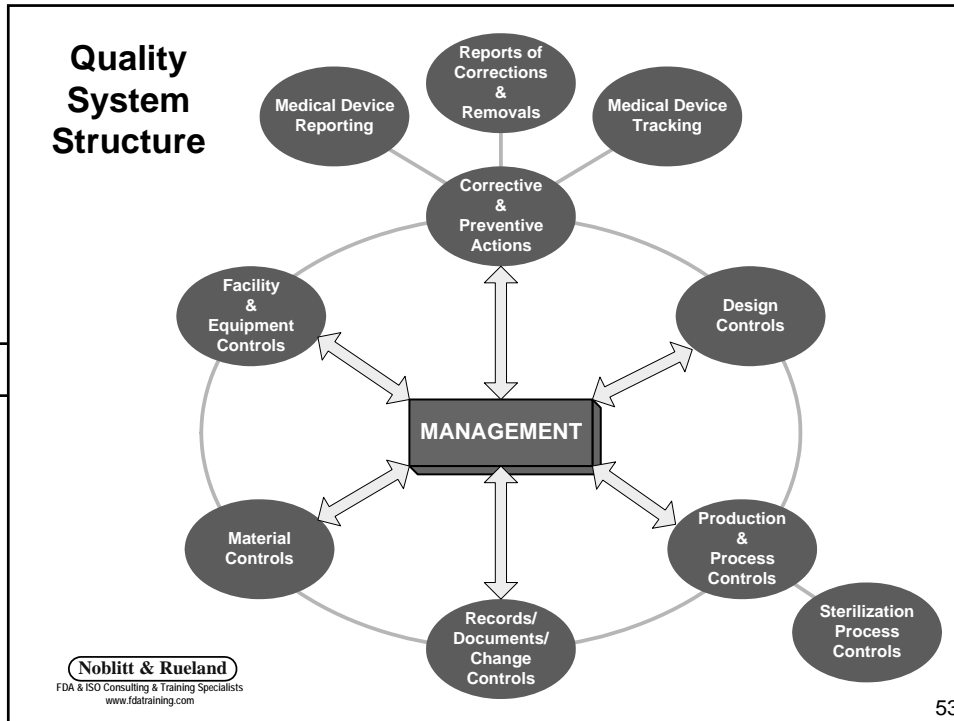 Quality
System
Structure
Reports of
Corrections
&
Removals
Medical Device
Reporting
Medical Device
Tracking
Corrective
&
Preventive
Actions
Facility
&
Equipment
Controls
Design
Controls
MANAGEMENT
Material
Controls
Production
&
Process
Controls
Records/
Documents/
Change
Controls
Sterilization
Process
Controls
Noblitt & Rueland
FDA & ISO Consulting & Training Specialists
www.fdatraining.com
53